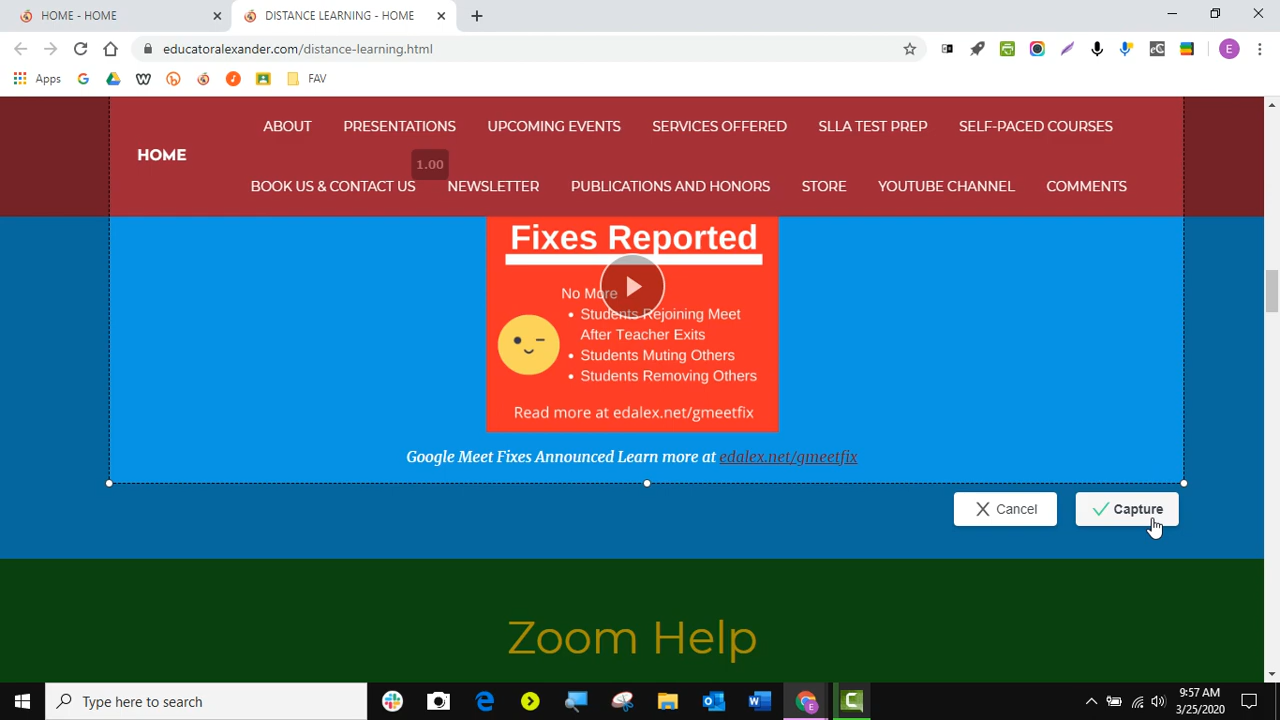 HOME - HOME
DISTANCE LEARNING - HOME
educatoralexander.com/distance-learning.html
E
Apps
FAV
ABOUT PRESENTATIONS UPCOMING EVENTS SERVICES OFFERED SLLA TEST PREP SELF-PACED COURSES
HOME
1.00
BOOK US & CONTACT US NEWSLETTER PUBLICATIONS AND HONORS STORE YOUTUBE CHANNEL COMMENTS
Fixes Reported
No More
• Students Rejoining Meet
After Teacher Exits
• Students Muting Others
• Students Removing Others
Read more at edalex.net/gmeetfix
Google Meet Fixes Announced Learn more at edalex.net/gmeetfix
Cancel
Capture
Zoom Help
Type here to search
9:57 AM
3/25/2020